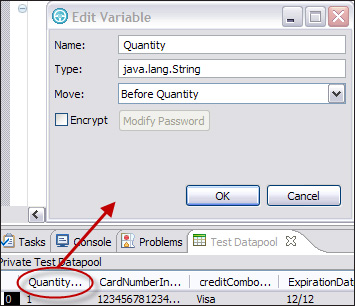 Edit Variable
Name: Quantity
Type: java.lang.String
Move: Before Quantity
Encrypt Modify Password
OK Cancel
Tasks Console Problems Test Datapool
Private Test Datapool
Quantity... CardNumberIn... creditCombo... ExpirationDat
0 1 123456781234... Visa 12/12